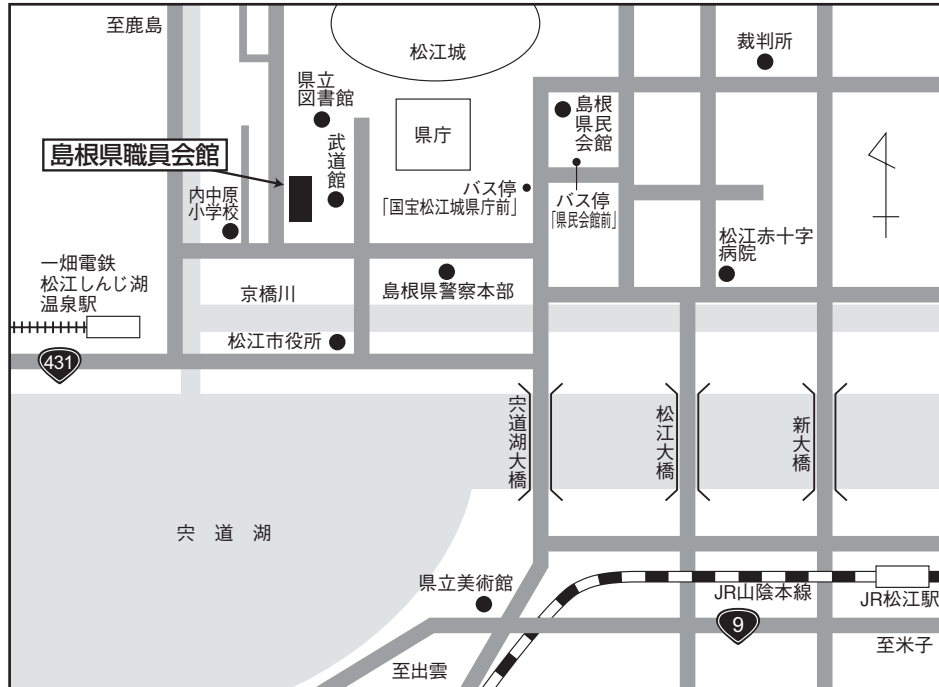 至鹿島
松江城
裁判所
県立
図書館
島根
県民
会館
県庁
武道館
島根県職員会館
バス停
「国宝松江城県庁前」
バス停
「県民会館前」
内中原
小学校
松江赤十字
病院
一畑電鉄
松江しんじ湖
温泉駅
京橋川
島根県警察本部
松江市役所
431
宍道湖大橋
松江大橋
新大橋
宍道湖
県立美術館
JR山陰本線
JR松江駅
9
至出雲
至米子